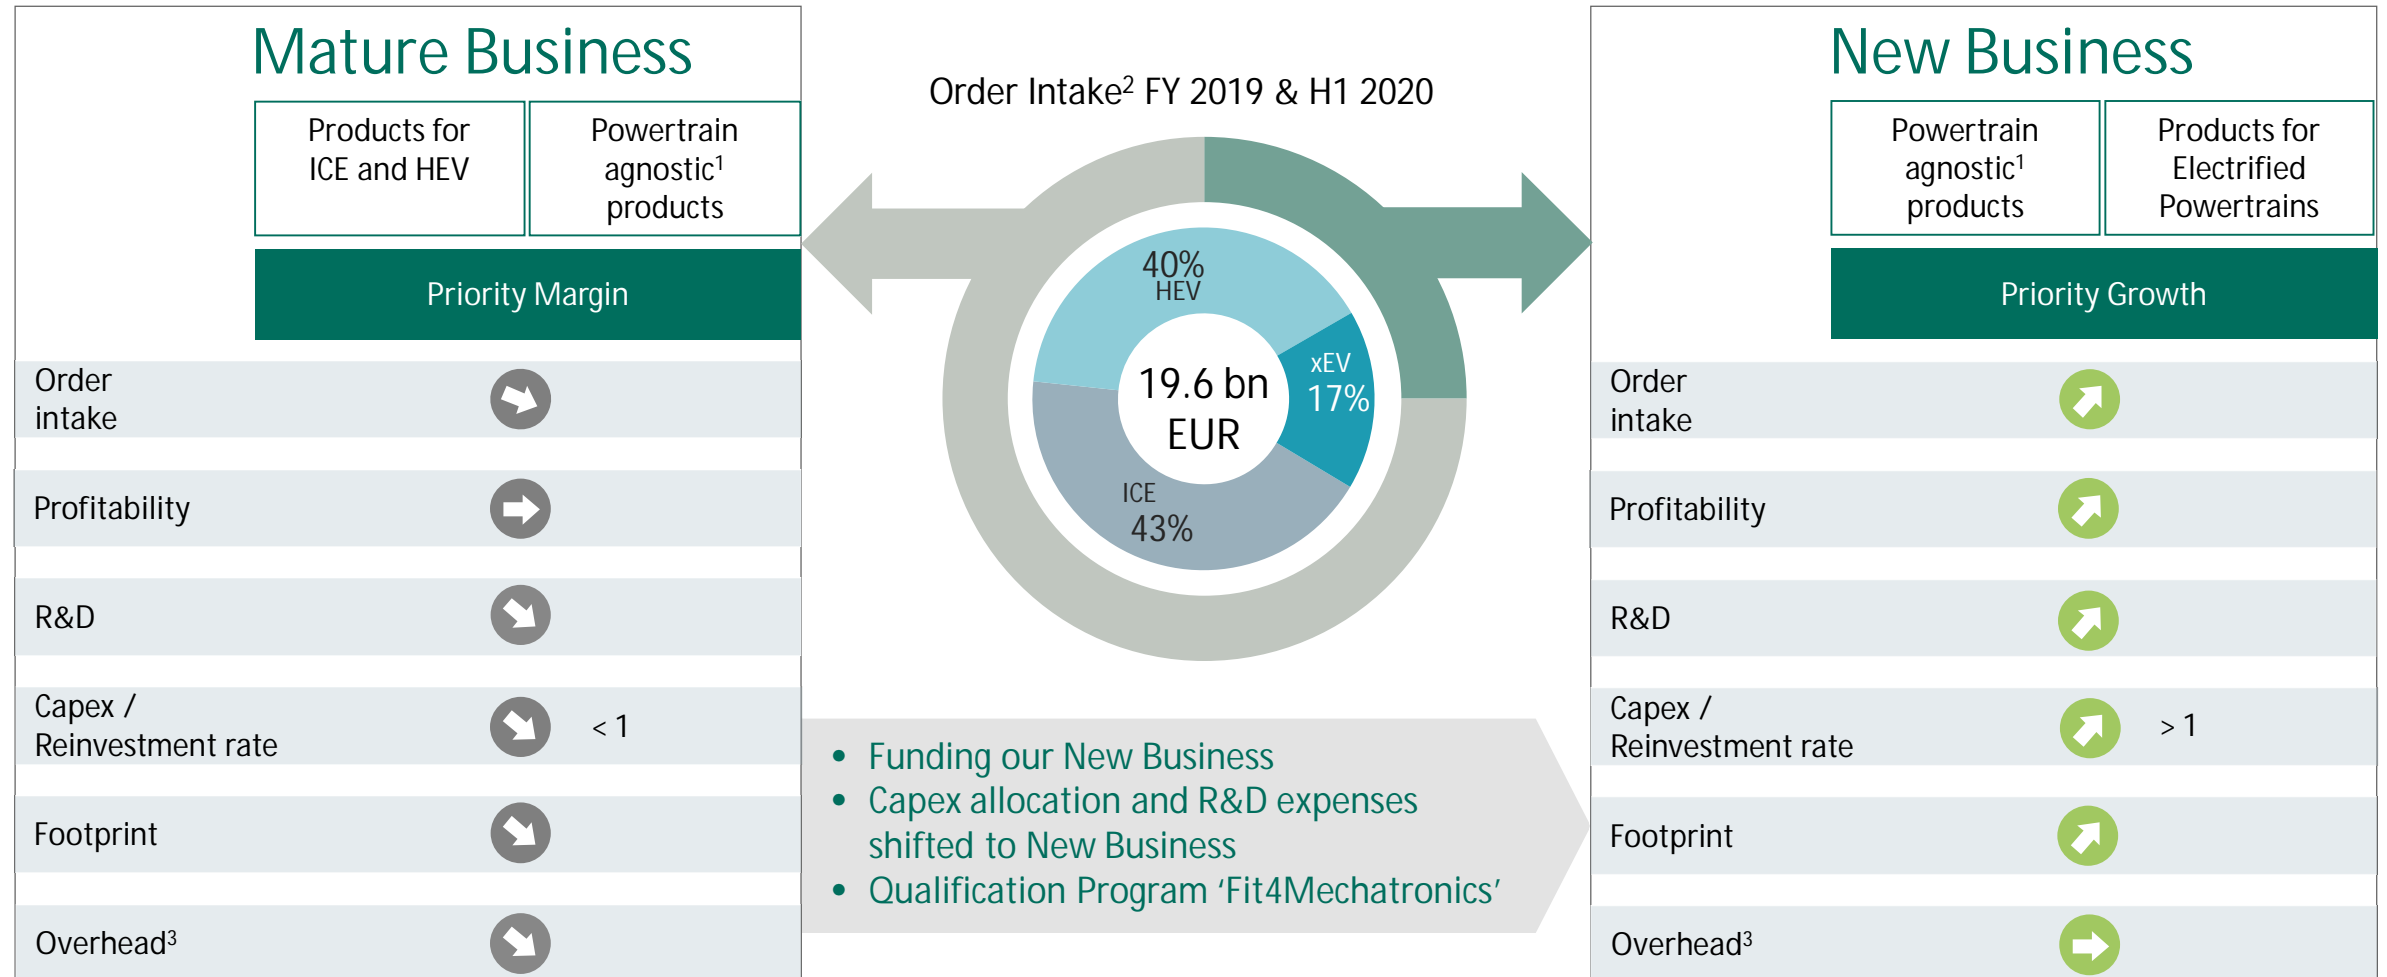 Mature Business
Products for
ICE and HEV
Powertrain
agnostic¹
products
Priority Margin
Order
intake
Profitability
R&D
Capex /
Reinvestment rate
< 1
Footprint
Overhead³
Order Intake² FY 2019 & H1 2020
40%
HEV
xEV
17%
19.6 bn
EUR
ICE
43%
• Funding our New Business
• Capex allocation and R&D expenses
shifted to New Business
• Qualification Program ‘Fit4Mechatronics’
New Business
Powertrain
agnostic¹
products
Products for
Electrified
Powertrains
Priority Growth
Order
intake
Profitability
R&D
Capex /
Reinvestment rate
> 1
Footprint
Overhead³